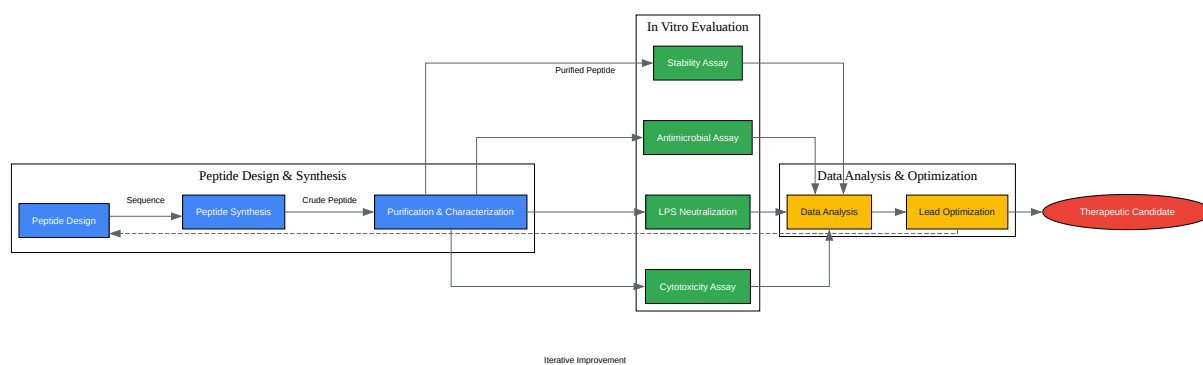 In Vitro Evaluation
Stability Assay
Purified Peptide
Antimicrobial Assay
Peptide Design & Synthesis
Data Analysis & Optimization
Sequence
Crude Peptide
Peptide Design
Peptide Synthesis
Purification & Characterization
LPS Neutralization
Data Analysis
Lead Optimization
Therapeutic Candidate
Cytotoxicity Assay
Iterative Improvement